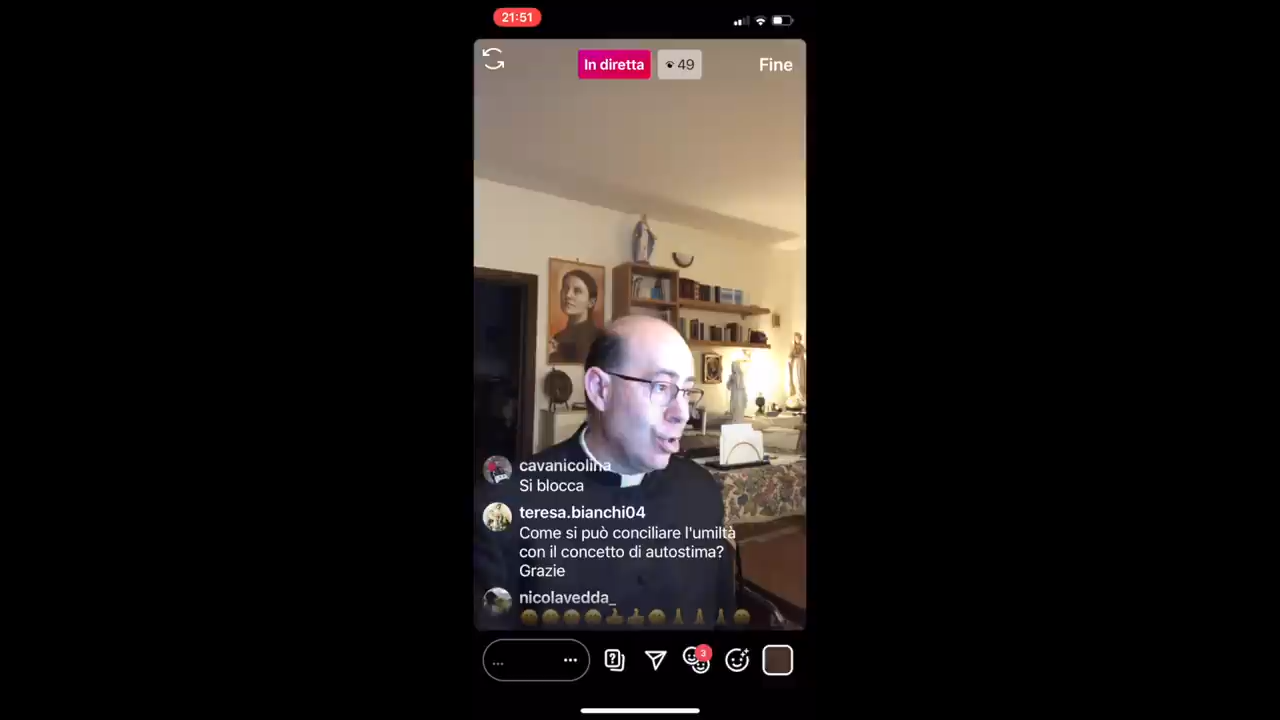 21:51
In diretta
49
Fine
cavanicolina
Si blocca
teresa.bianchi04
Come si può conciliare l'umiltà
con il concetto di autostima?
Grazie
nicolavedda_
...
3